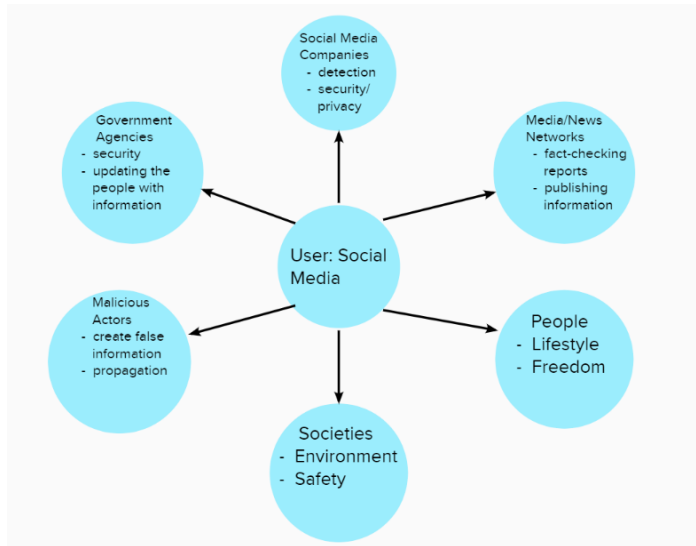 Social Media
Companies
- detection
- security/
privacy
Government
Agencies
- security
- updating the
people with
information
Media/News
Networks
- fact-checking
reports
- publishing
information
User: Social
Media
Malicious
Actors
- create false
information
- propagation
People
- Lifestyle
- Freedom
Societies
- Environment
- Safety